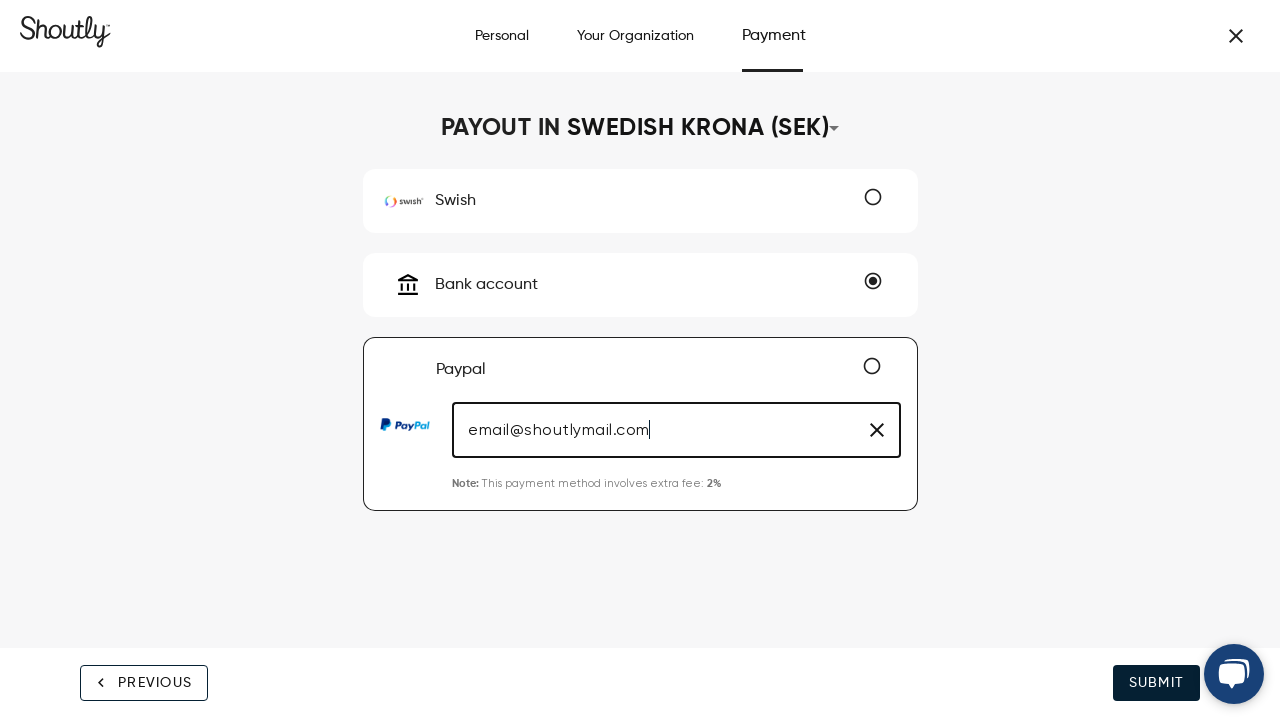 Shoutly™
Personal
Your Organization
Payment
PAYOUT IN SWEDISH KRONA (SEK)
swish
Swish
Bank account
Paypal
PayPal
email@shoutlymail.com
Note: This payment method involves extra fee: 2%
PREVIOUS
SUBMIT